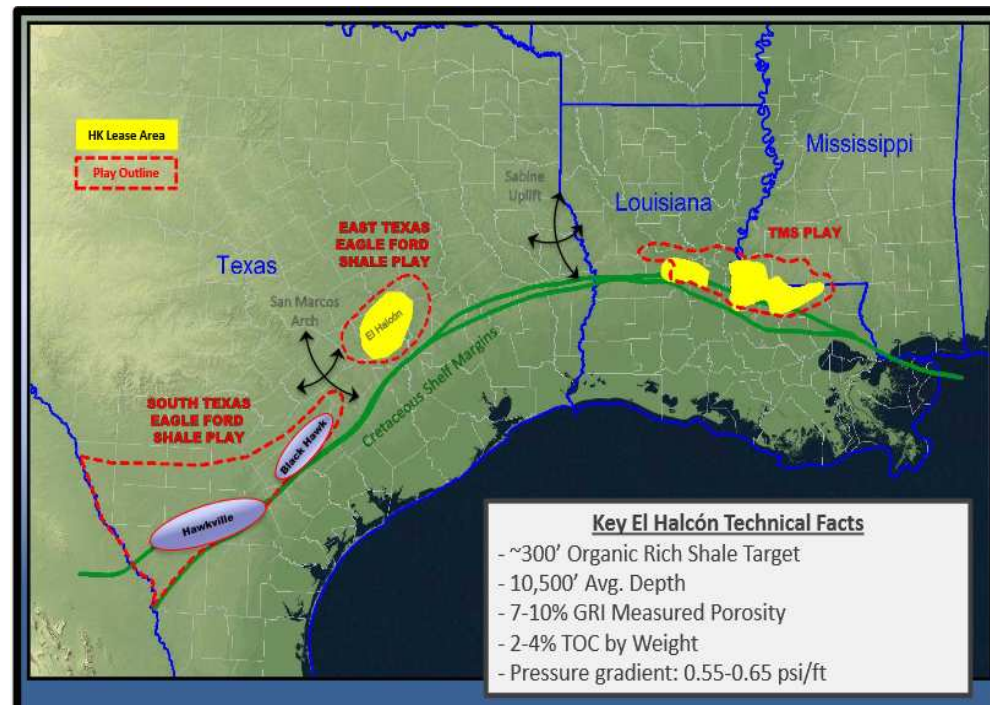 HK Lease Area
Play Outline
Mississippi
Sabine
Uplift
Louisiana
TMS PLAY
EAST TEXAS
EAGLE FORD
SHALE PLAY
Texas
San Marcos
Arch
El Halcón
Cretaceous Shelf Margins
SOUTH TEXAS
EAGLE FORD
SHALE PLAY
Black Hawk
Hawkville
Key El Halcón Technical Facts
- ~300’ Organic Rich Shale Target
- 10,500’ Avg. Depth
- 7-10% GRI Measured Porosity
- 2-4% TOC by Weight
- Pressure gradient: 0.55-0.65 psi/ft